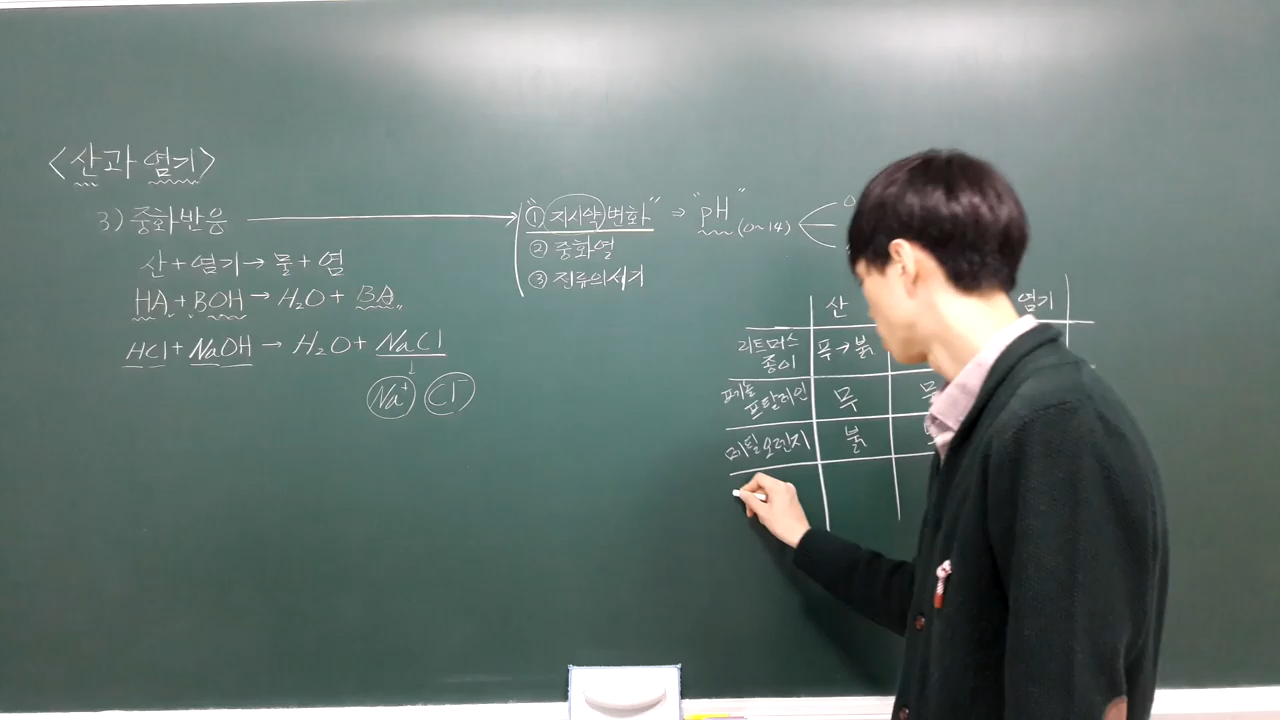 <산과 염기>
3) 중화반응
산+염기→물+염
HA+BOH→H₂O+BA
HCl+NaOH→H₂O+NaCl
↓
Na⁺ Cl⁻
"① 지시약변화" ⇒ "pH" (0~14)
② 중화열
③ 전류의세기
산 염기
리트머스 종이 푸→붉
페놀프탈레인 무
메틸오렌지 붉